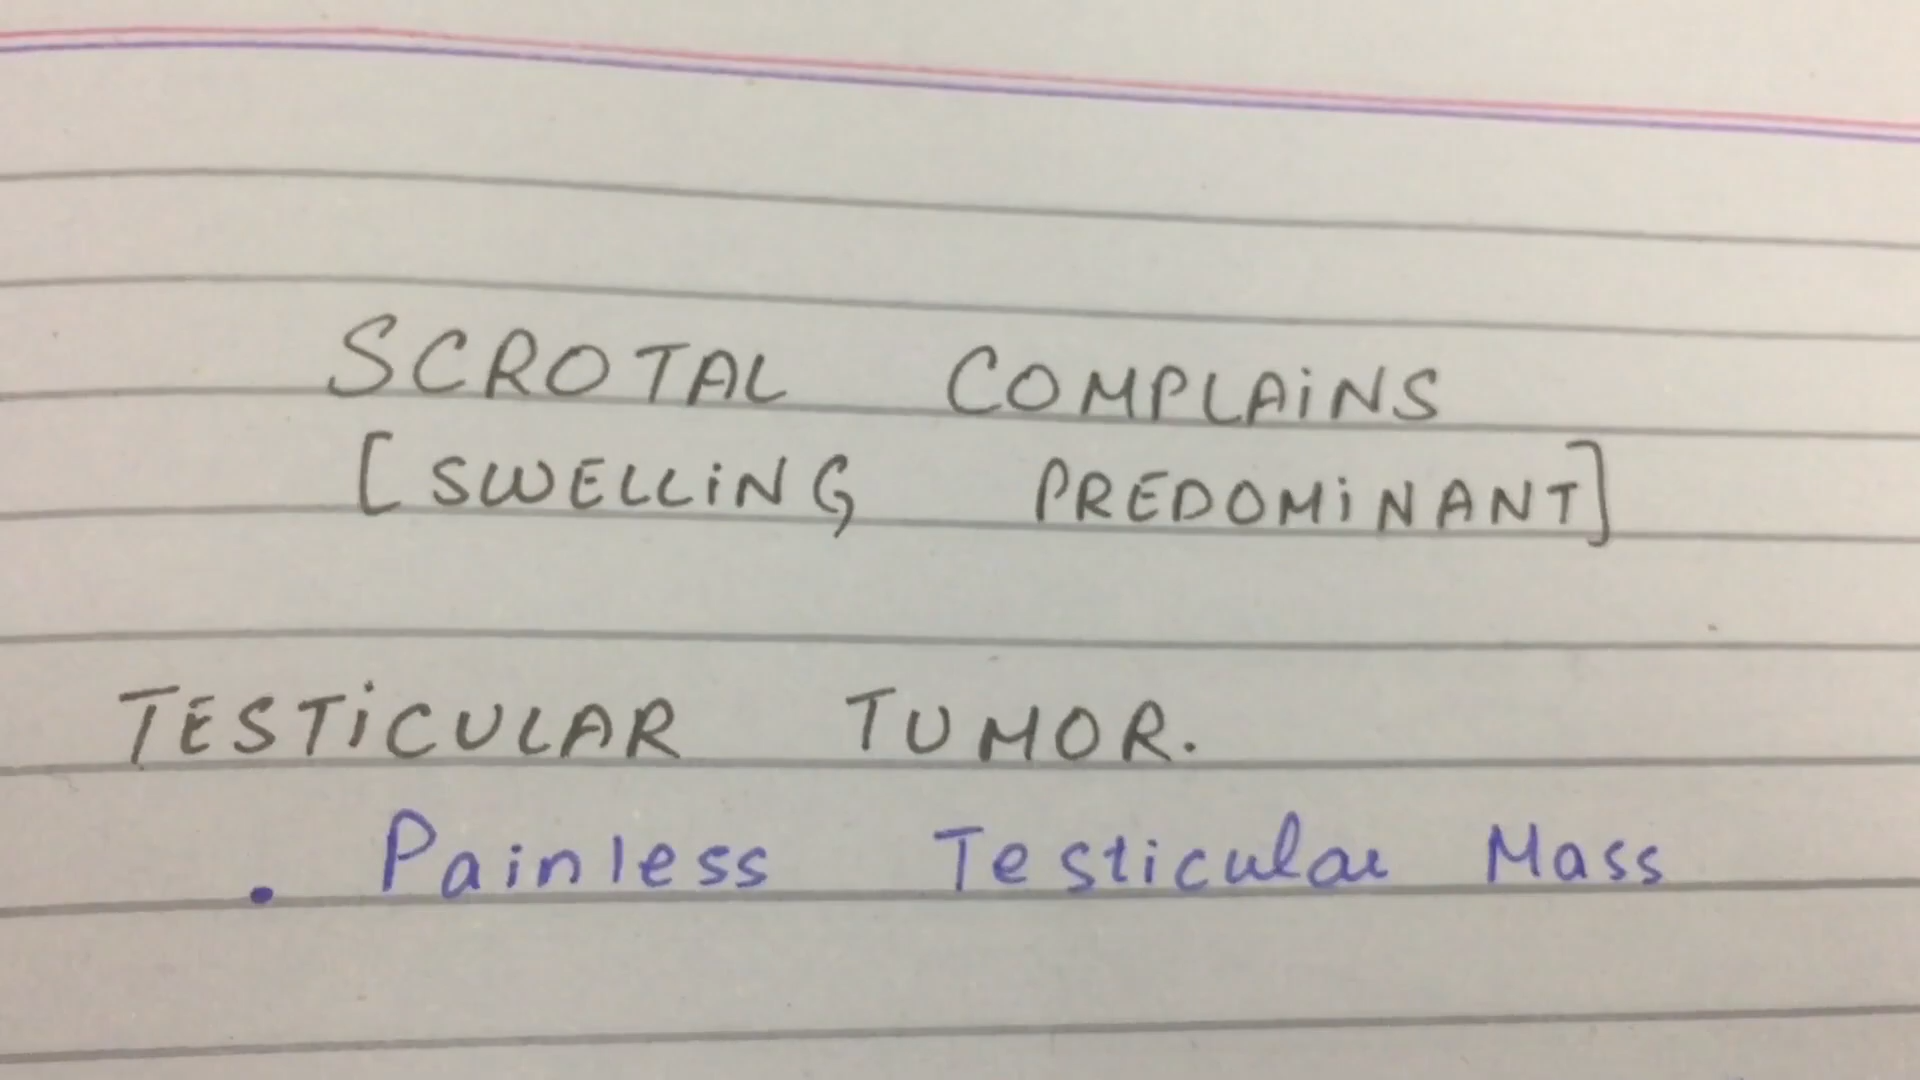 SCROTAL COMPLAiNS
[SWELLiNG PREDOMiNANT]
TESTiCULAR TUMOR.
. Painless Testicular Mass